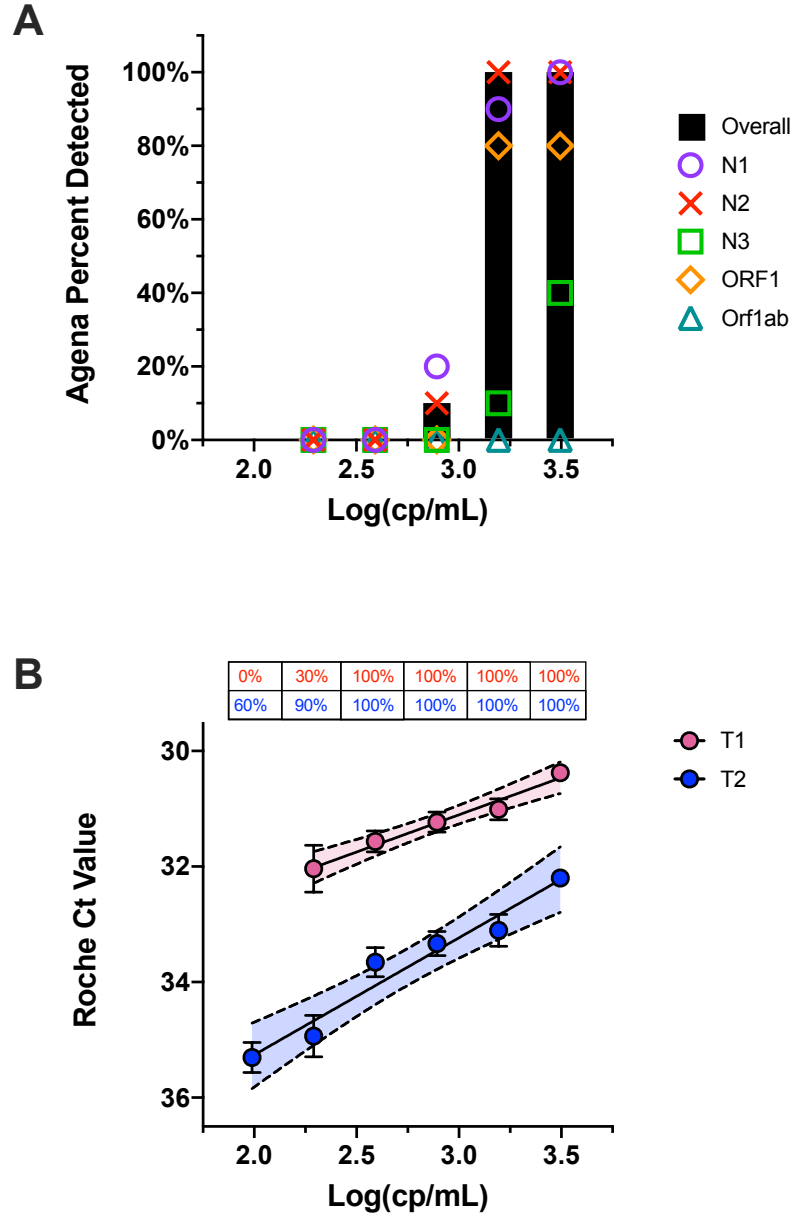 A
Agena Percent Detected
100%
80%
60%
40%
20%
0%
2.0 2.5 3.0 3.5
Log(cp/mL)
Overall
N1
N2
N3
ORF1
Orf1ab
B
0% 30% 100% 100% 100% 100%
60% 90% 100% 100% 100% 100%
Roche Ct Value
30
32
34
36
2.0 2.5 3.0 3.5
Log(cp/mL)
T1
T2